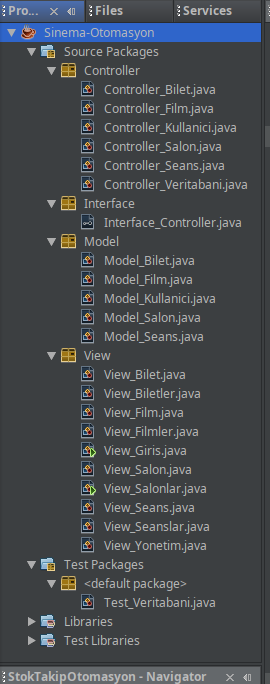 Pro... Files Services
Sinema-Otomasyon
Source Packages
Controller
Controller_Bilet.java
Controller_Film.java
Controller_Kullanici.java
Controller_Salon.java
Controller_Seans.java
Controller_Veritabani.java
Interface
Interface_Controller.java
Model
Model_Bilet.java
Model_Film.java
Model_Kullanici.java
Model_Salon.java
Model_Seans.java
View
View_Bilet.java
View_Biletler.java
View_Film.java
View_Filmler.java
View_Giris.java
View_Salon.java
View_Salonlar.java
View_Seans.java
View_Seanslar.java
View_Yonetim.java
Test Packages
<default package>
Test_Veritabani.java
Libraries
Test Libraries
StokTakipOtomasyon - Navigator